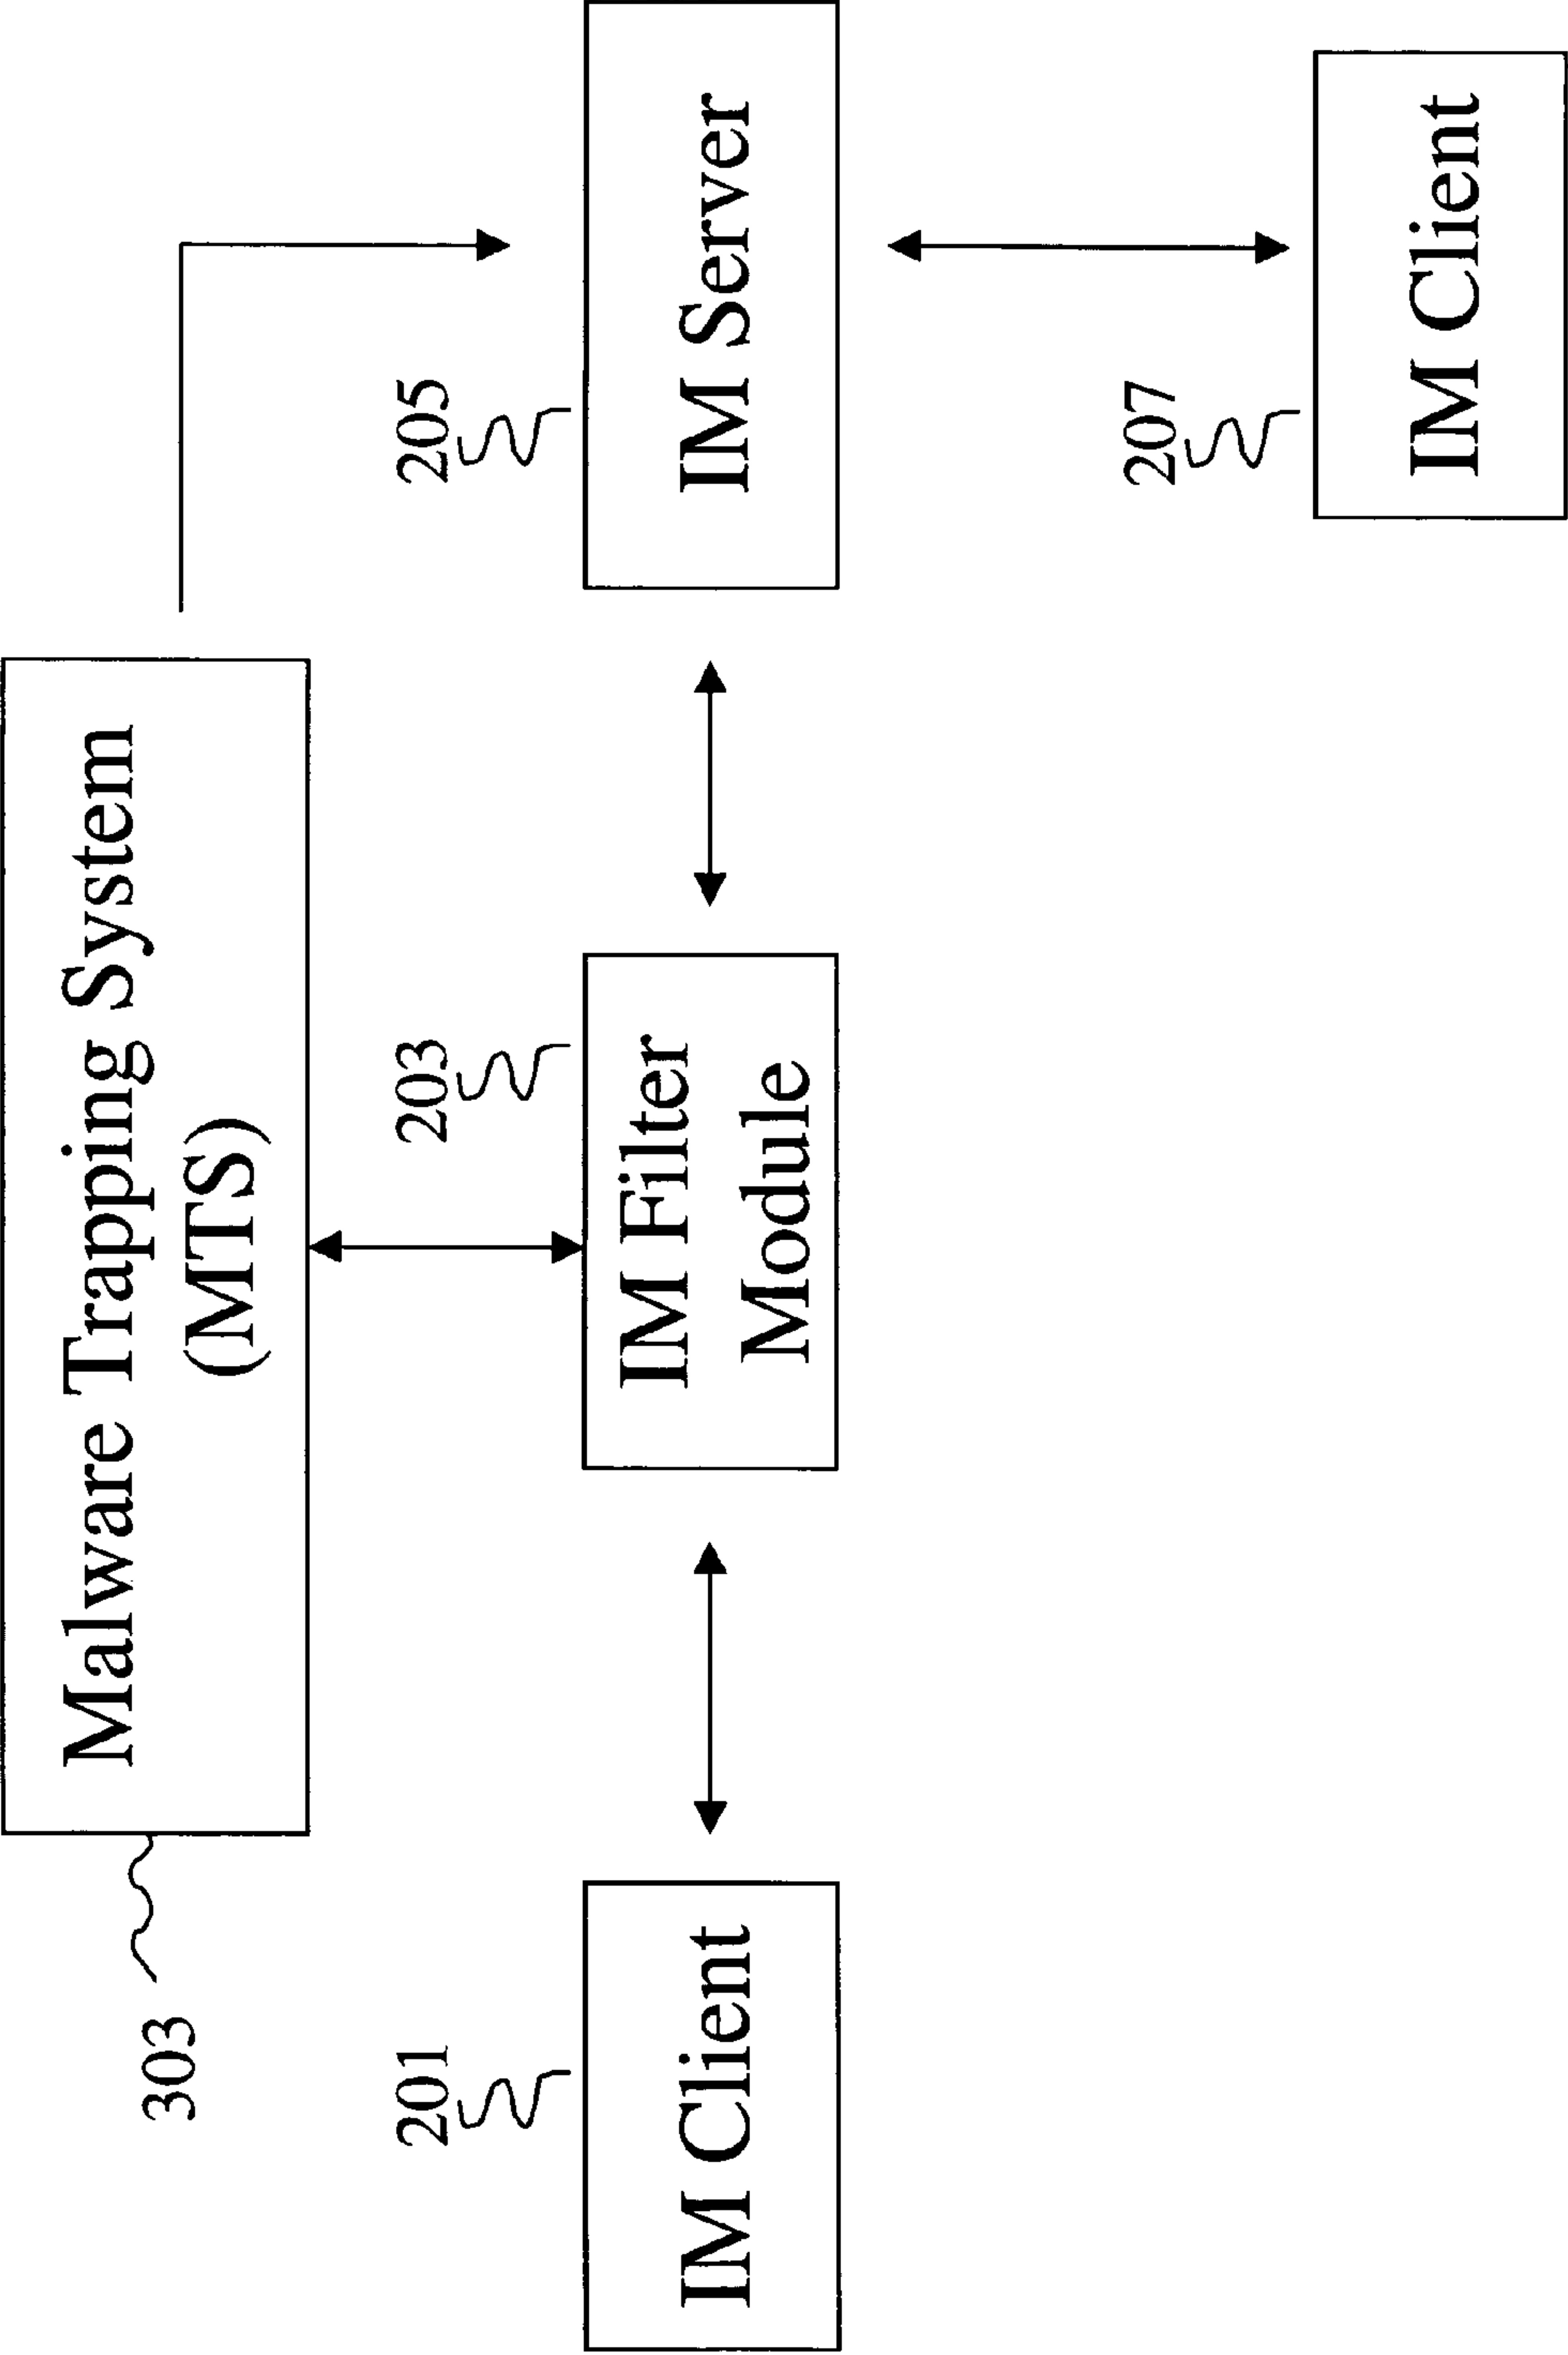 303
Malware Trapping System
(MTS)
201
IM Client
203
IM Filter
Module
205
IM Server
207
IM Client